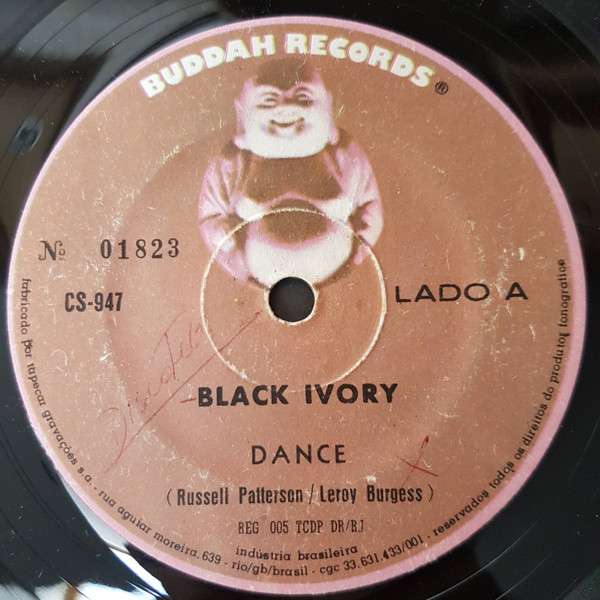 BUDDAH RECORDS®
Nº 01823
CS-947
LADO A
BLACK IVORY
DANCE
(Russell Patterson/Leroy Burgess)
REG 005 TCDP DR/RJ
indústria brasileira
fabricado por tapecar gravações s.a. - rua aguiar moreira, 639 - rio/gb/brasil - cgc 33.631.433/001 - reservados todos os direitos do produtor fonográfico